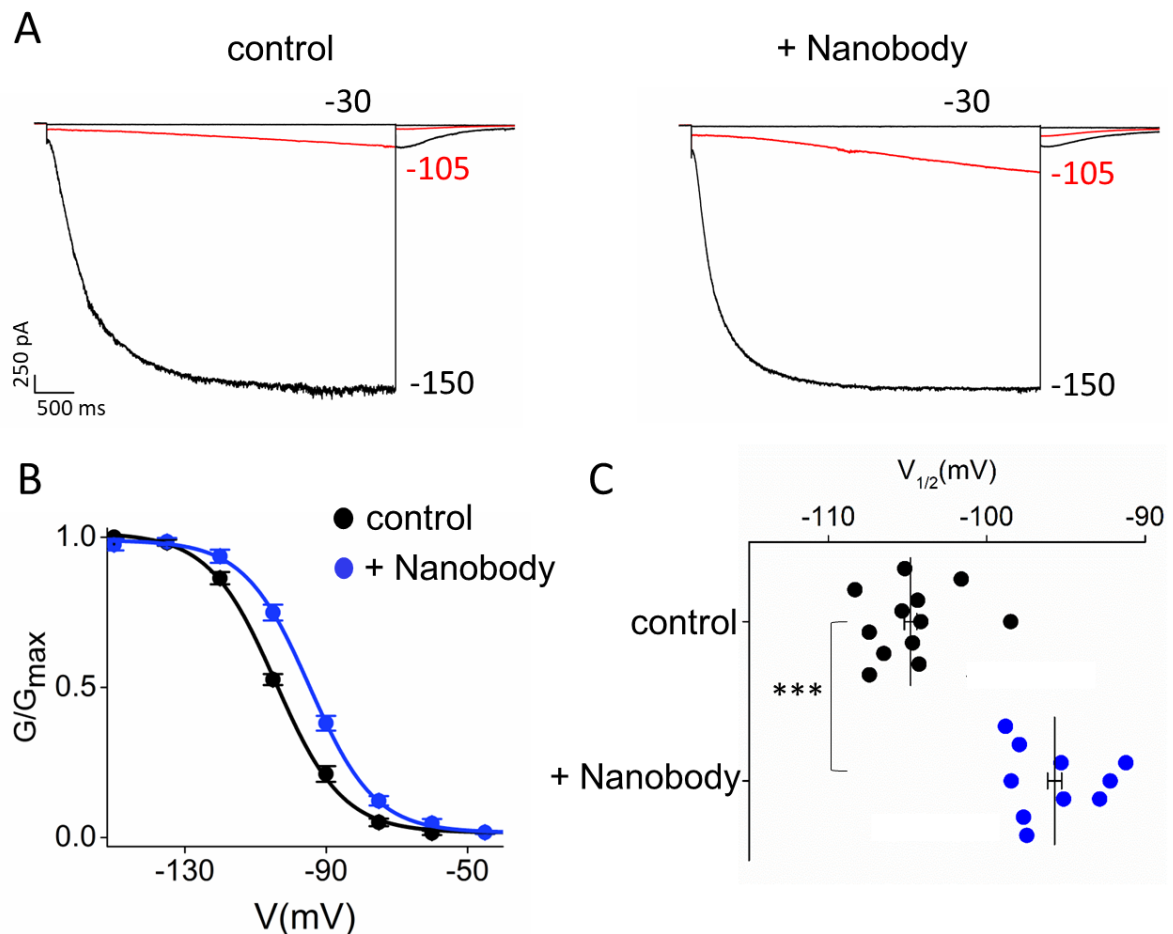 A
control
+ Nanobody
-30
-30
-105
-105
-150
-150
250 pA
500 ms
B
control
+ Nanobody
1.0
0.5
0.0
G/Gmax
-130
-90
-50
V(mV)
C
V1/2(mV)
-110
-100
-90
control
***
+ Nanobody